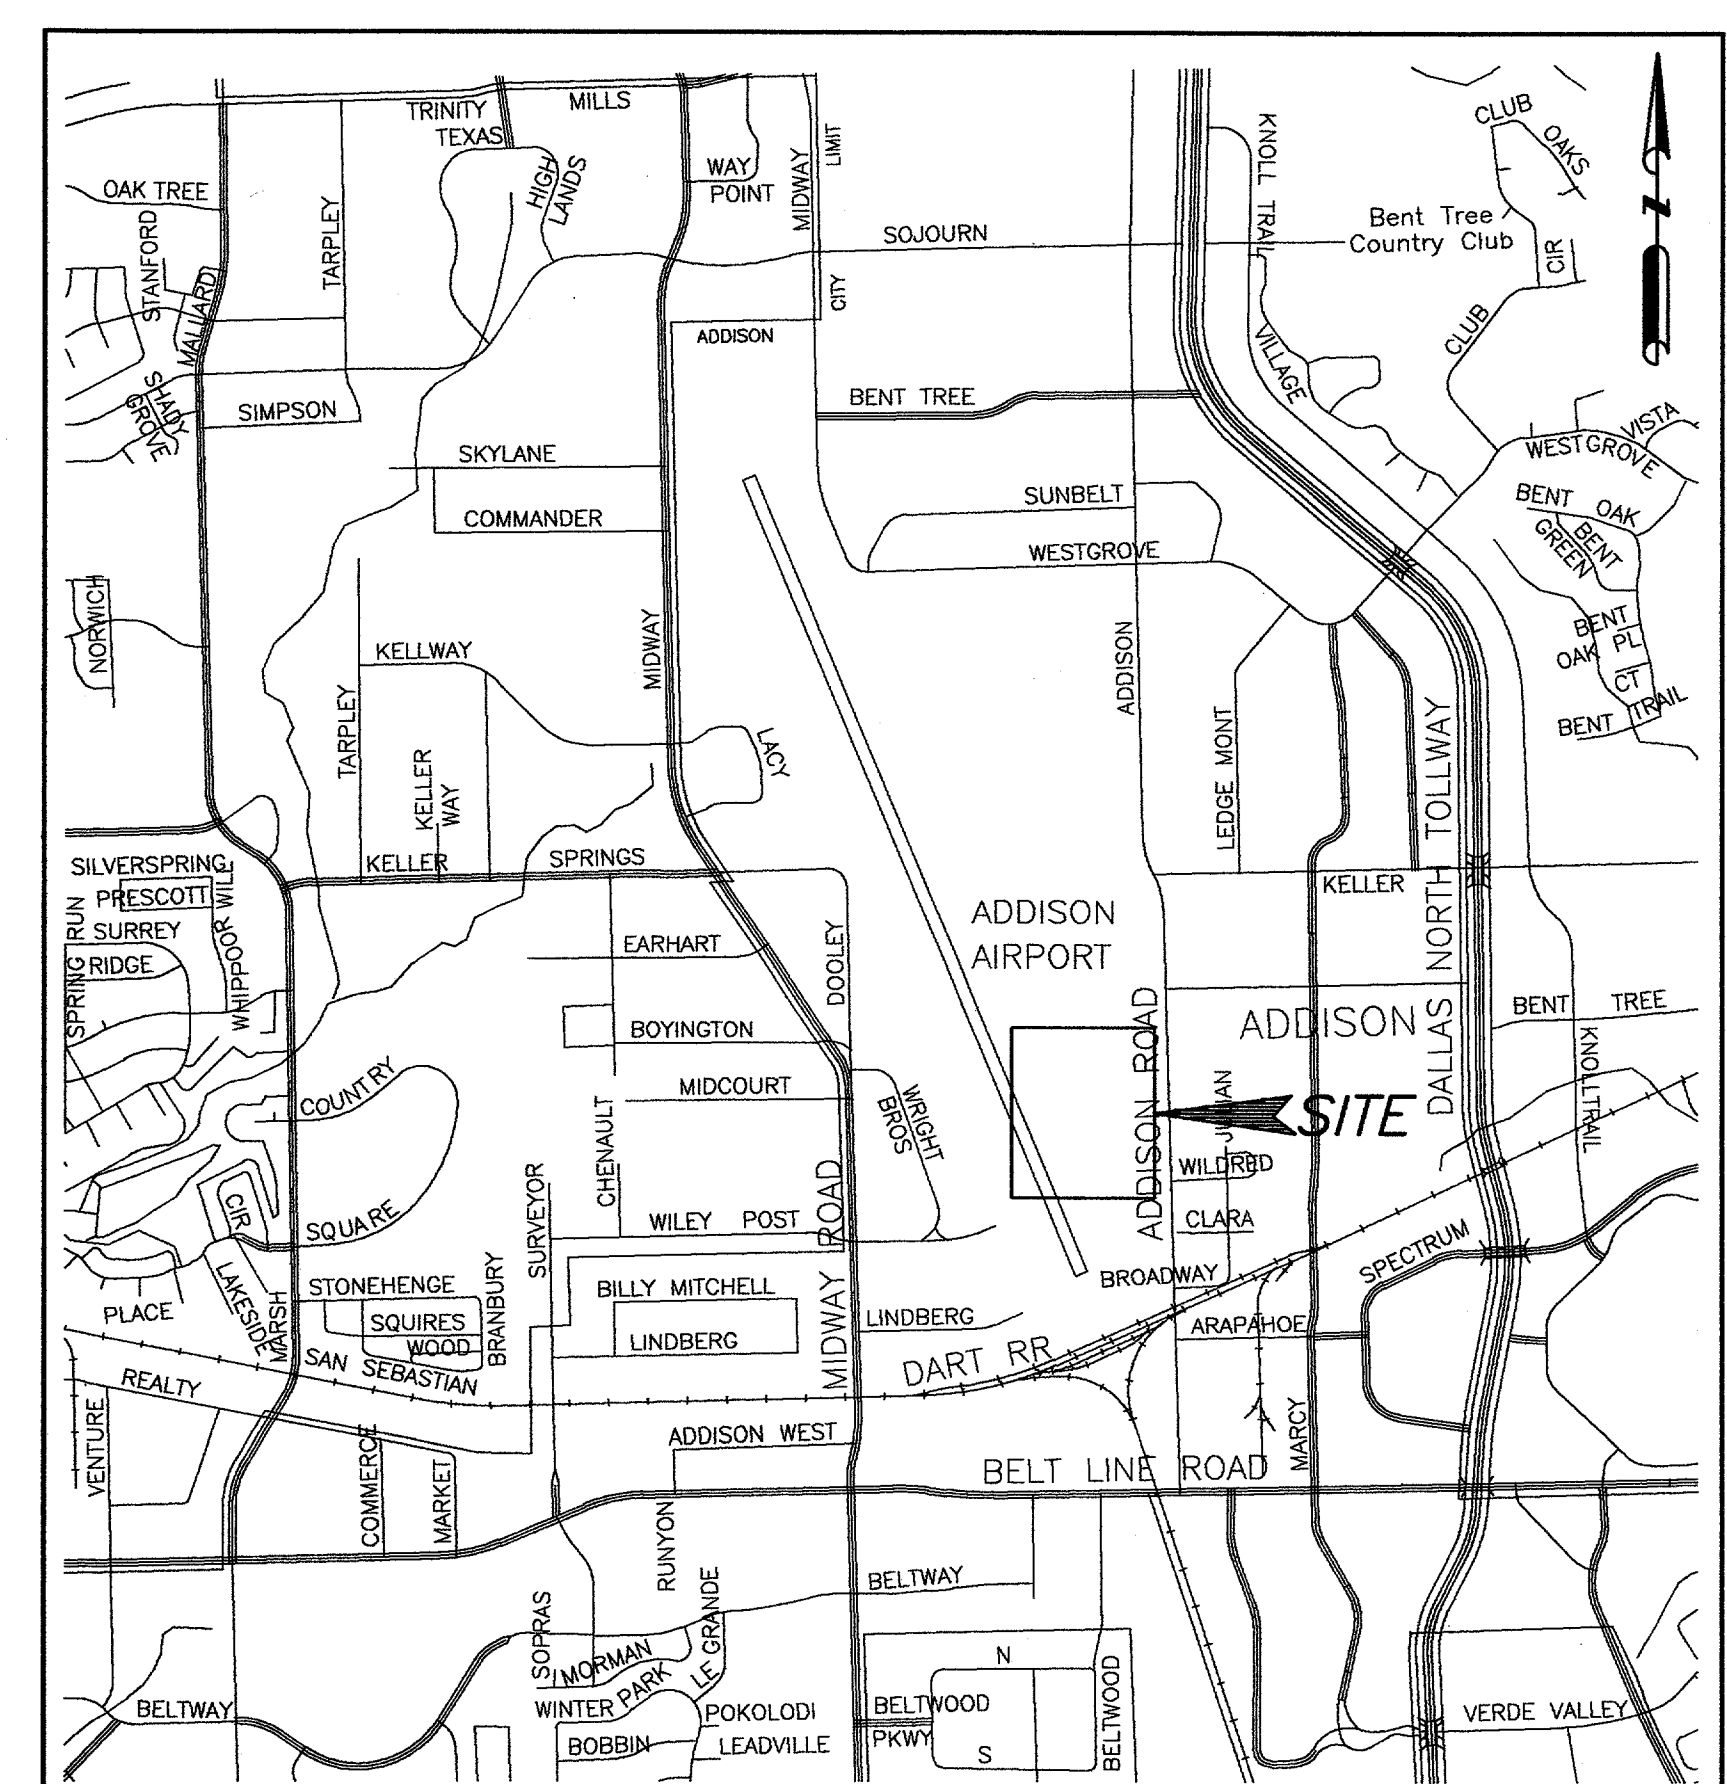 TRINITY
MILLS
TEXAS
HIGH
LANDS
WAY
POINT
MIDWAY
LIMIT
CITY
KNOLL TRAIL
CLUB
OAKS
CIR
Bent Tree
Country Club
OAK TREE
STANFORD
TARPLEY
MALLARD
SOJOURN
ADDISON
VILLAGE
CLUB
SHADY
GROVE
SIMPSON
BENT TREE
VISTA
WESTGROVE
SKYLANE
SUNBELT
BENT OAK
COMMANDER
BENT
GREEN
WESTGROVE
NORWICH
KELLWAY
MIDWAY
ADDISON
BENT
OAK PL
CT
BENT TRAIL
TARPLEY
KELLER
WAY
LACY
LEDGE MONT
DALLAS NORTH TOLLWAY
SILVERSPRING
KELLER
SPRINGS
KELLER
PRESCOTT
WHIPPOORWILL
SPRING RUN
SURREY
RIDGE
EARHART
DOOLEY
ADDISON
AIRPORT
ADDISON ROAD
ADDISON
BENT TREE
BOYINGTON
KNOLLTRAIL
MIDCOURT
COUNTRY
WRIGHT
BROS
JULIAN
SITE
CHENAULT
SURVEYOR
WILDRED
CIR
SQUARE
WILEY POST
CLARA
MIDWAY ROAD
SPECTRUM
LAKESIDE
MARSH
STONEHENGE
BRANBURY
BILLY MITCHELL
BROADWAY
PLACE
SQUIRES
WOOD
LINDBERG
LINDBERG
ARAPAHOE
SAN SEBASTIAN
DART RR
REALTY
VENTURE
COMMERCE
MARKET
ADDISON WEST
MARCY
BELT LINE ROAD
RUNYON
BELTWAY
SOPRAS
LE GRANDE
MORMAN
WINTER PARK
N
BELTWAY
POKOLODI
BELTWOOD
PKWY
BELTWOOD
VERDE VALLEY
BOBBIN
LEADVILLE
S